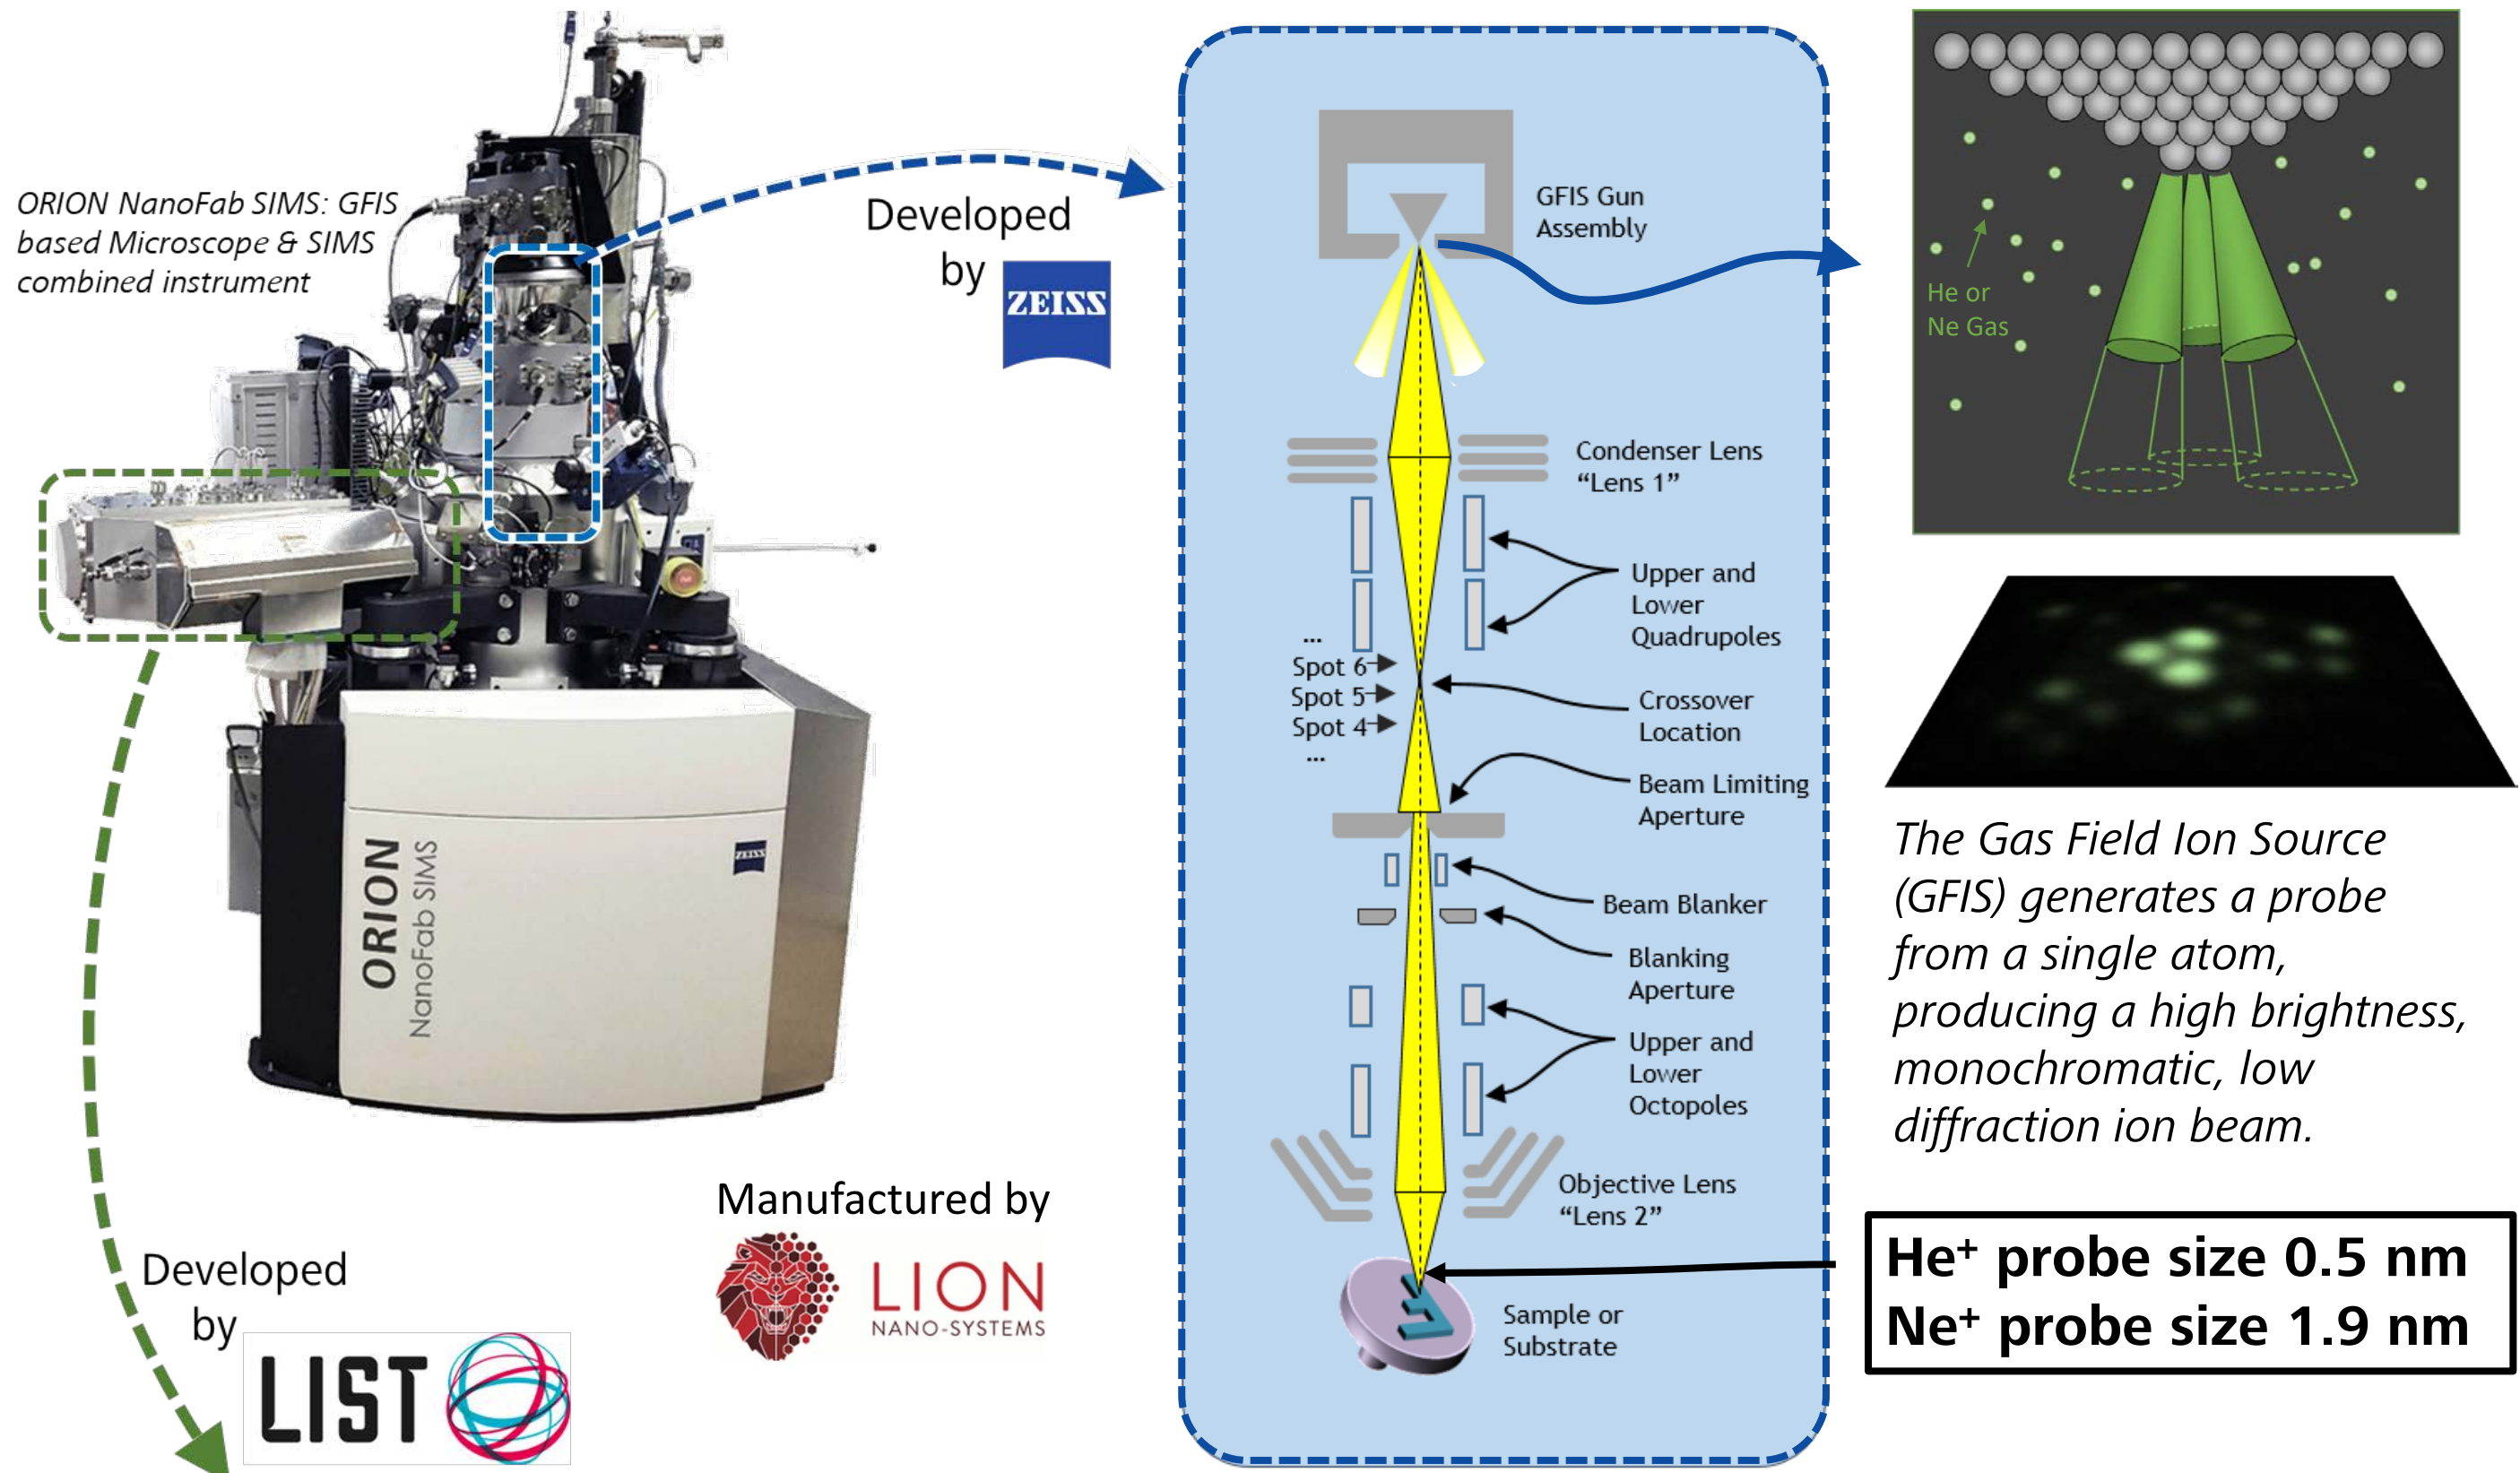 ORION NanoFab SIMS: GFIS
based Microscope & SIMS
combined instrument
Developed
by
ZEISS
ORION
NanoFab SIMS
ZEISS
Developed
by
LIST
Manufactured by
LION
NANO-SYSTEMS
GFIS Gun
Assembly
Condenser Lens
“Lens 1”
Upper and
Lower
Quadrupoles
...
Spot 6
Spot 5
Spot 4
...
Crossover
Location
Beam Limiting
Aperture
Beam Blanker
Blanking
Aperture
Upper and
Lower
Octopoles
Objective Lens
“Lens 2”
Sample or
Substrate
He or
Ne Gas
The Gas Field Ion Source
(GFIS) generates a probe
from a single atom,
producing a high brightness,
monochromatic, low
diffraction ion beam.
He⁺ probe size 0.5 nm
Ne⁺ probe size 1.9 nm